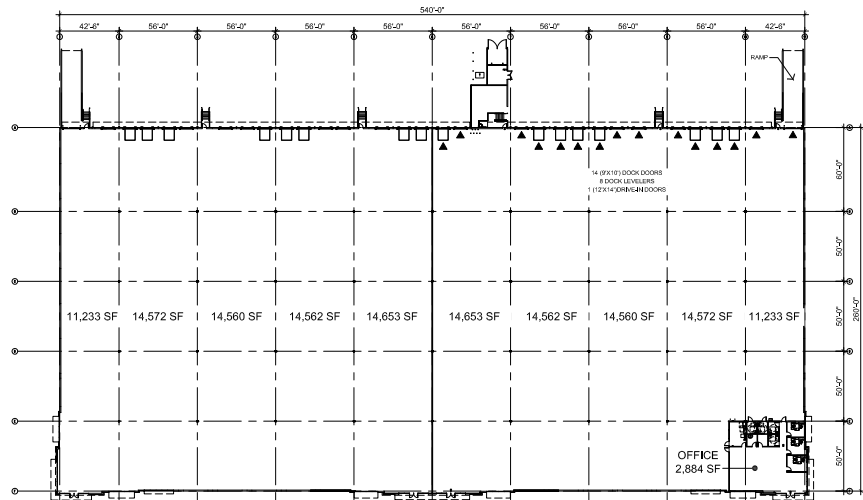 540'-0"
42'-6" 56'-0" 56'-0" 56'-0" 56'-0" 56'-0" 56'-0" 56'-0" 56'-0" 42'-6"
RAMP
60'-0"
14 (9'X10') DOCK DOORS
8 DOCK LEVELERS
1 (12'X14') DRIVE-IN DOORS
50'-0"
260'-0"
11,233 SF 14,572 SF 14,560 SF 14,562 SF 14,653 SF 14,653 SF 14,562 SF 14,560 SF 14,572 SF 11,233 SF
50'-0"
50'-0"
OFFICE
2,884 SF
50'-0"